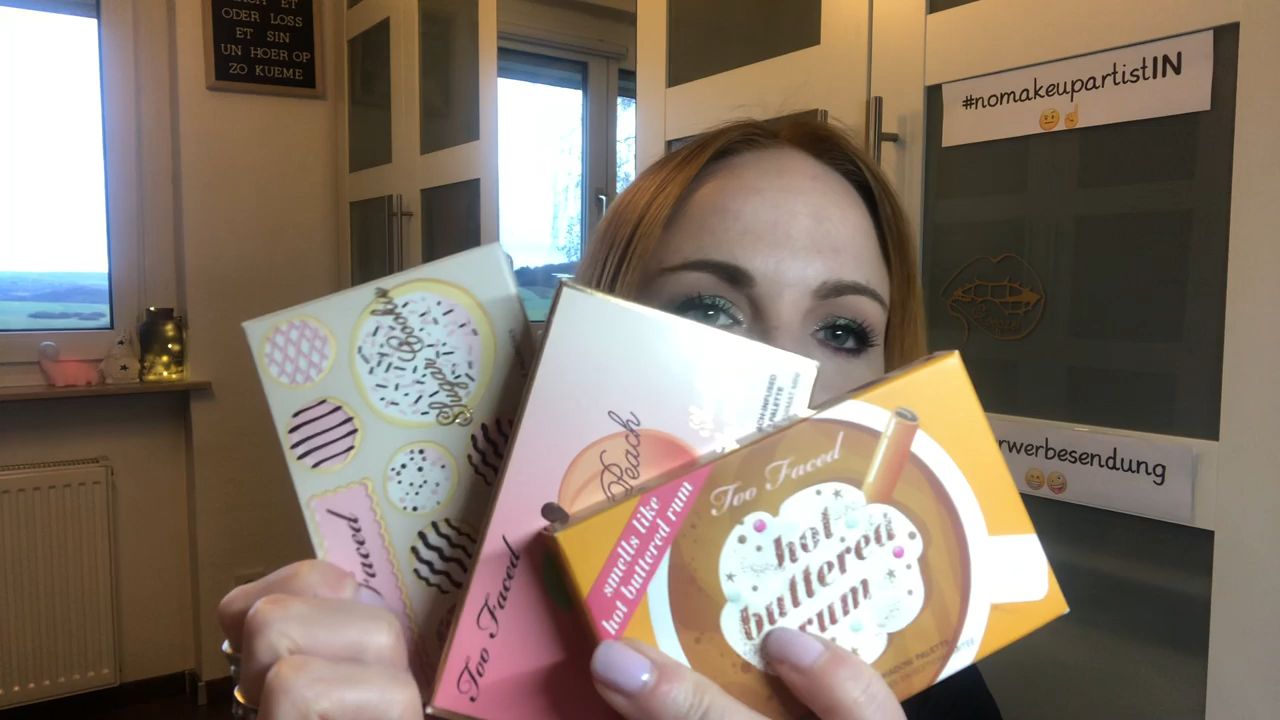 ET
ODER LOSS
ET SIN
UN HOER OP
ZO KUEME
#nomakeupartistIN
rwerbesendung
Sugar Cookie
Faced
Peach
Too Faced
PALETTE
Too Faced
smells like
hot buttered rum
hot
buttered
rum